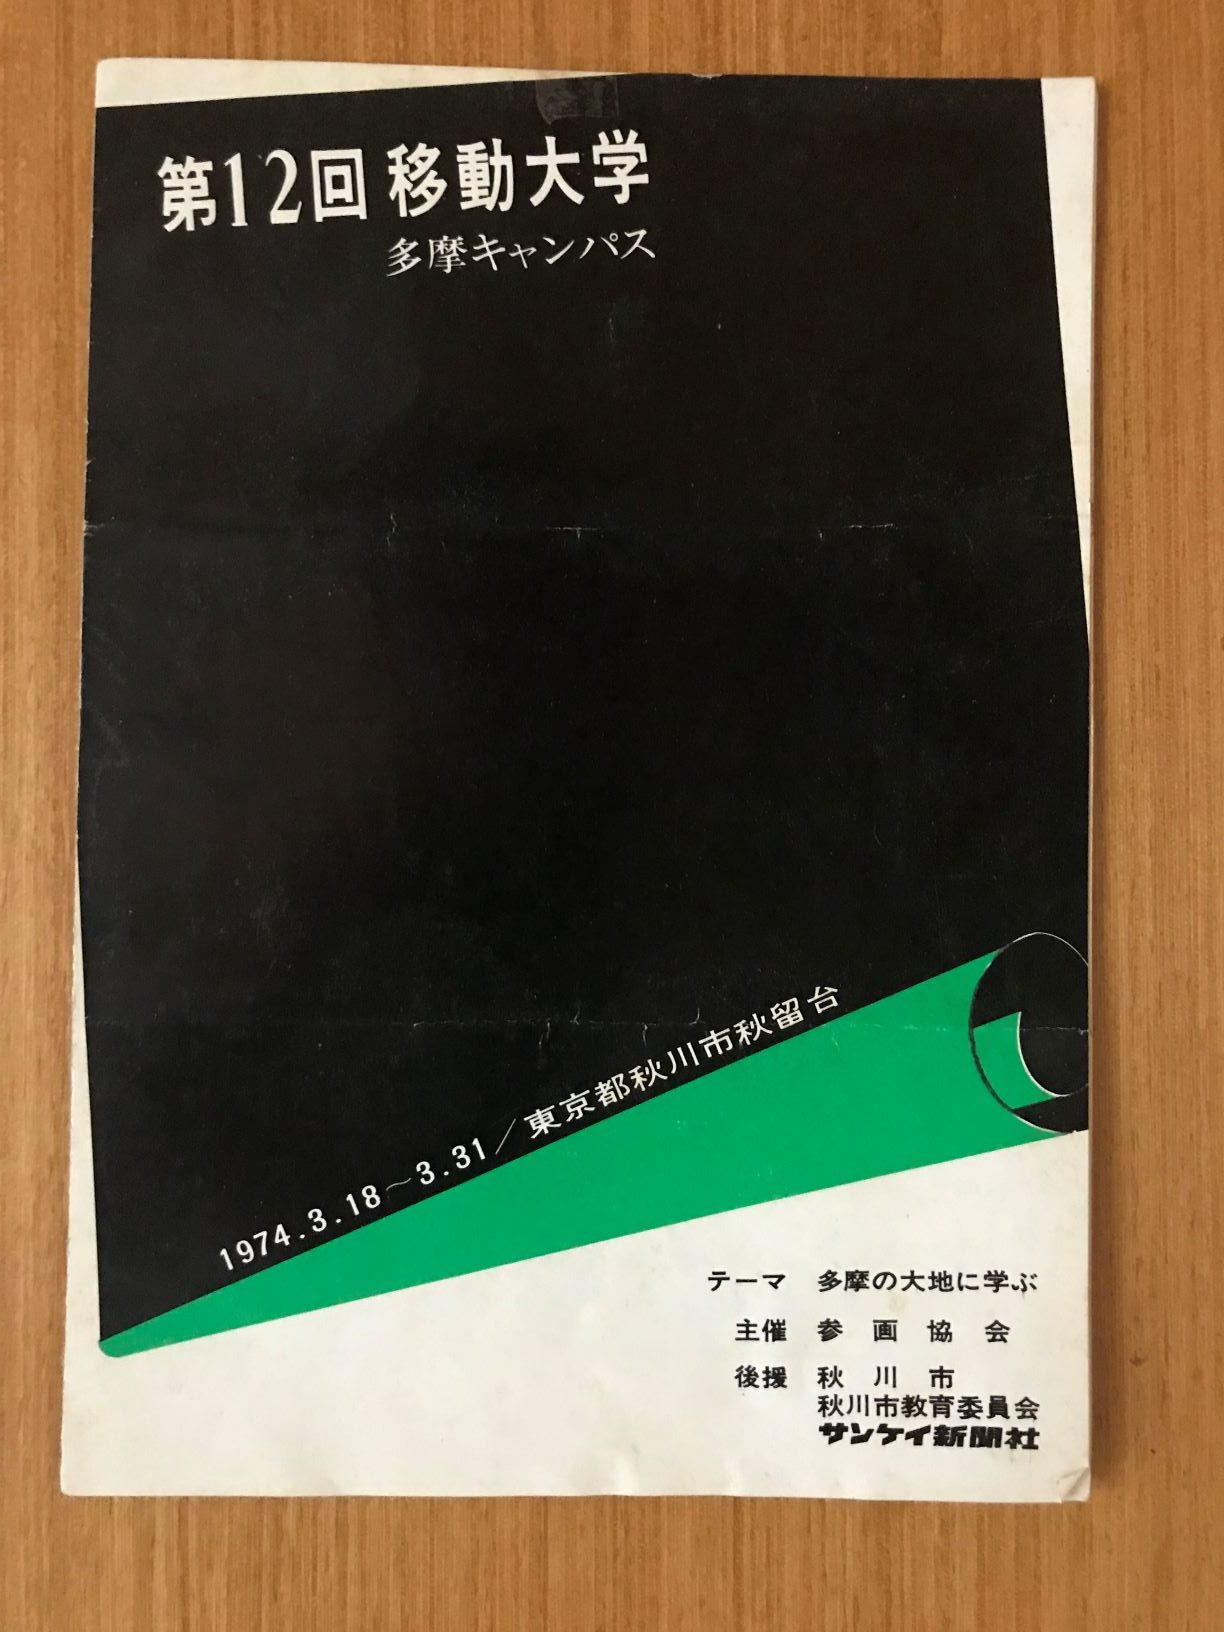 第12回 移動大学
多摩キャンパス
1974.3.18〜3.31/東京都秋川市秋留台
テーマ 多摩の大地に学ぶ
主催 参画協会
後援 秋川市
秋川市教育委員会
サンケイ新聞社